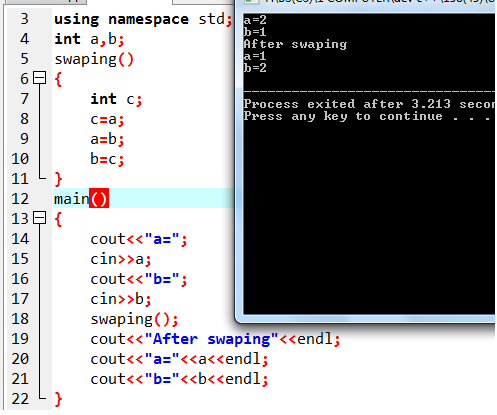 3 using namespace std;
4 int a,b;
5 swaping()
6 {
7 int c;
8 c=a;
9 a=b;
10 b=c;
11 }
12 main()
13 {
14 cout<<"a=";
15 cin>>a;
16 cout<<"b=";
17 cin>>b;
18 swaping();
19 cout<<"After swaping"<<endl;
20 cout<<"a="<<a<<endl;
21 cout<<"b="<<b<<endl;
22 }
a=2
b=1
After swaping
a=1
b=2
--------------------------------
Process exited after 3.213 secon
Press any key to continue . . .